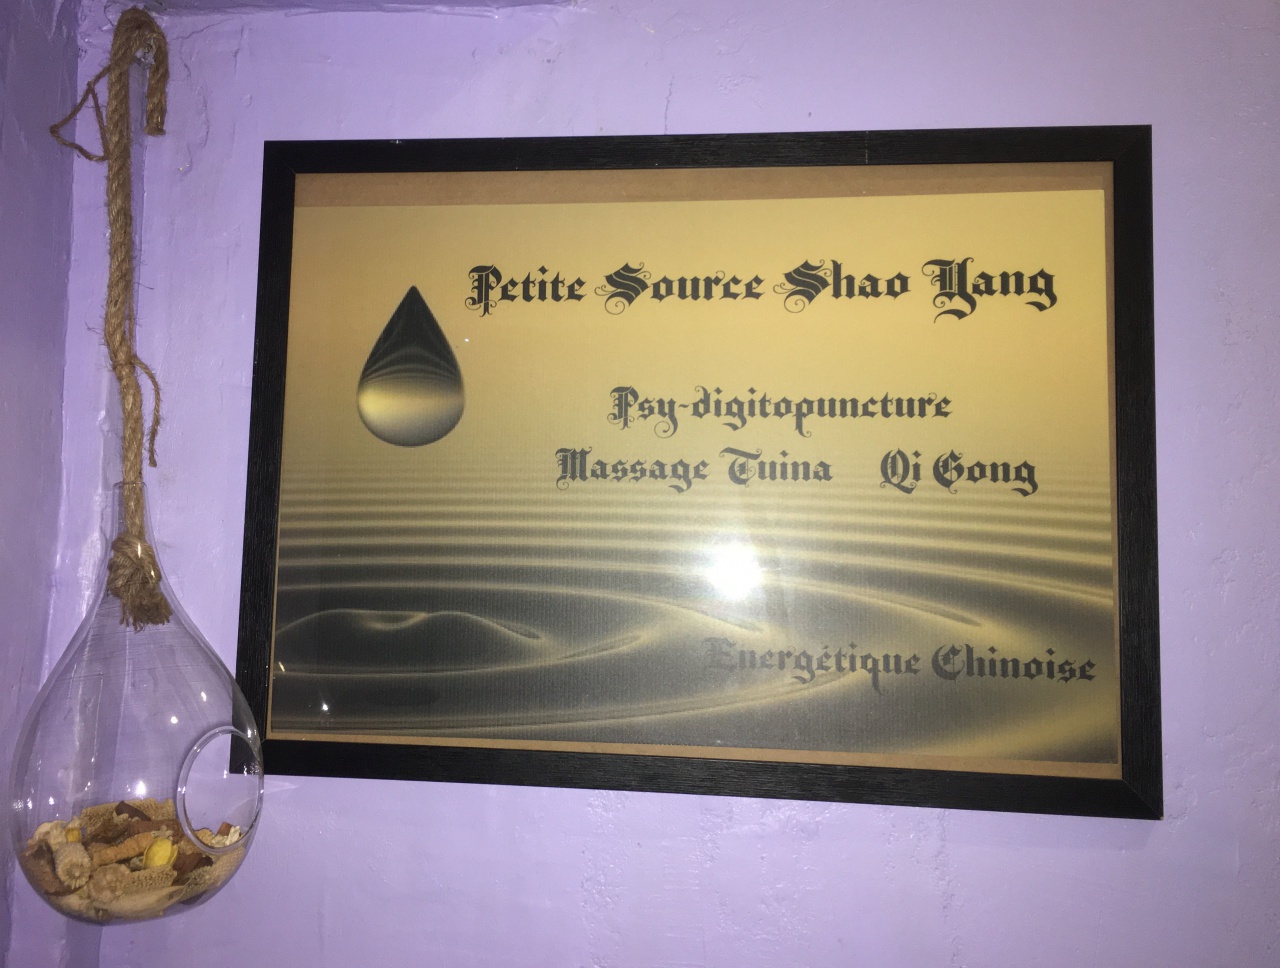 Petite Source Shao Yang
Psy-digitopuncture
Massage Tuina Qi Gong
Energétique Chinoise